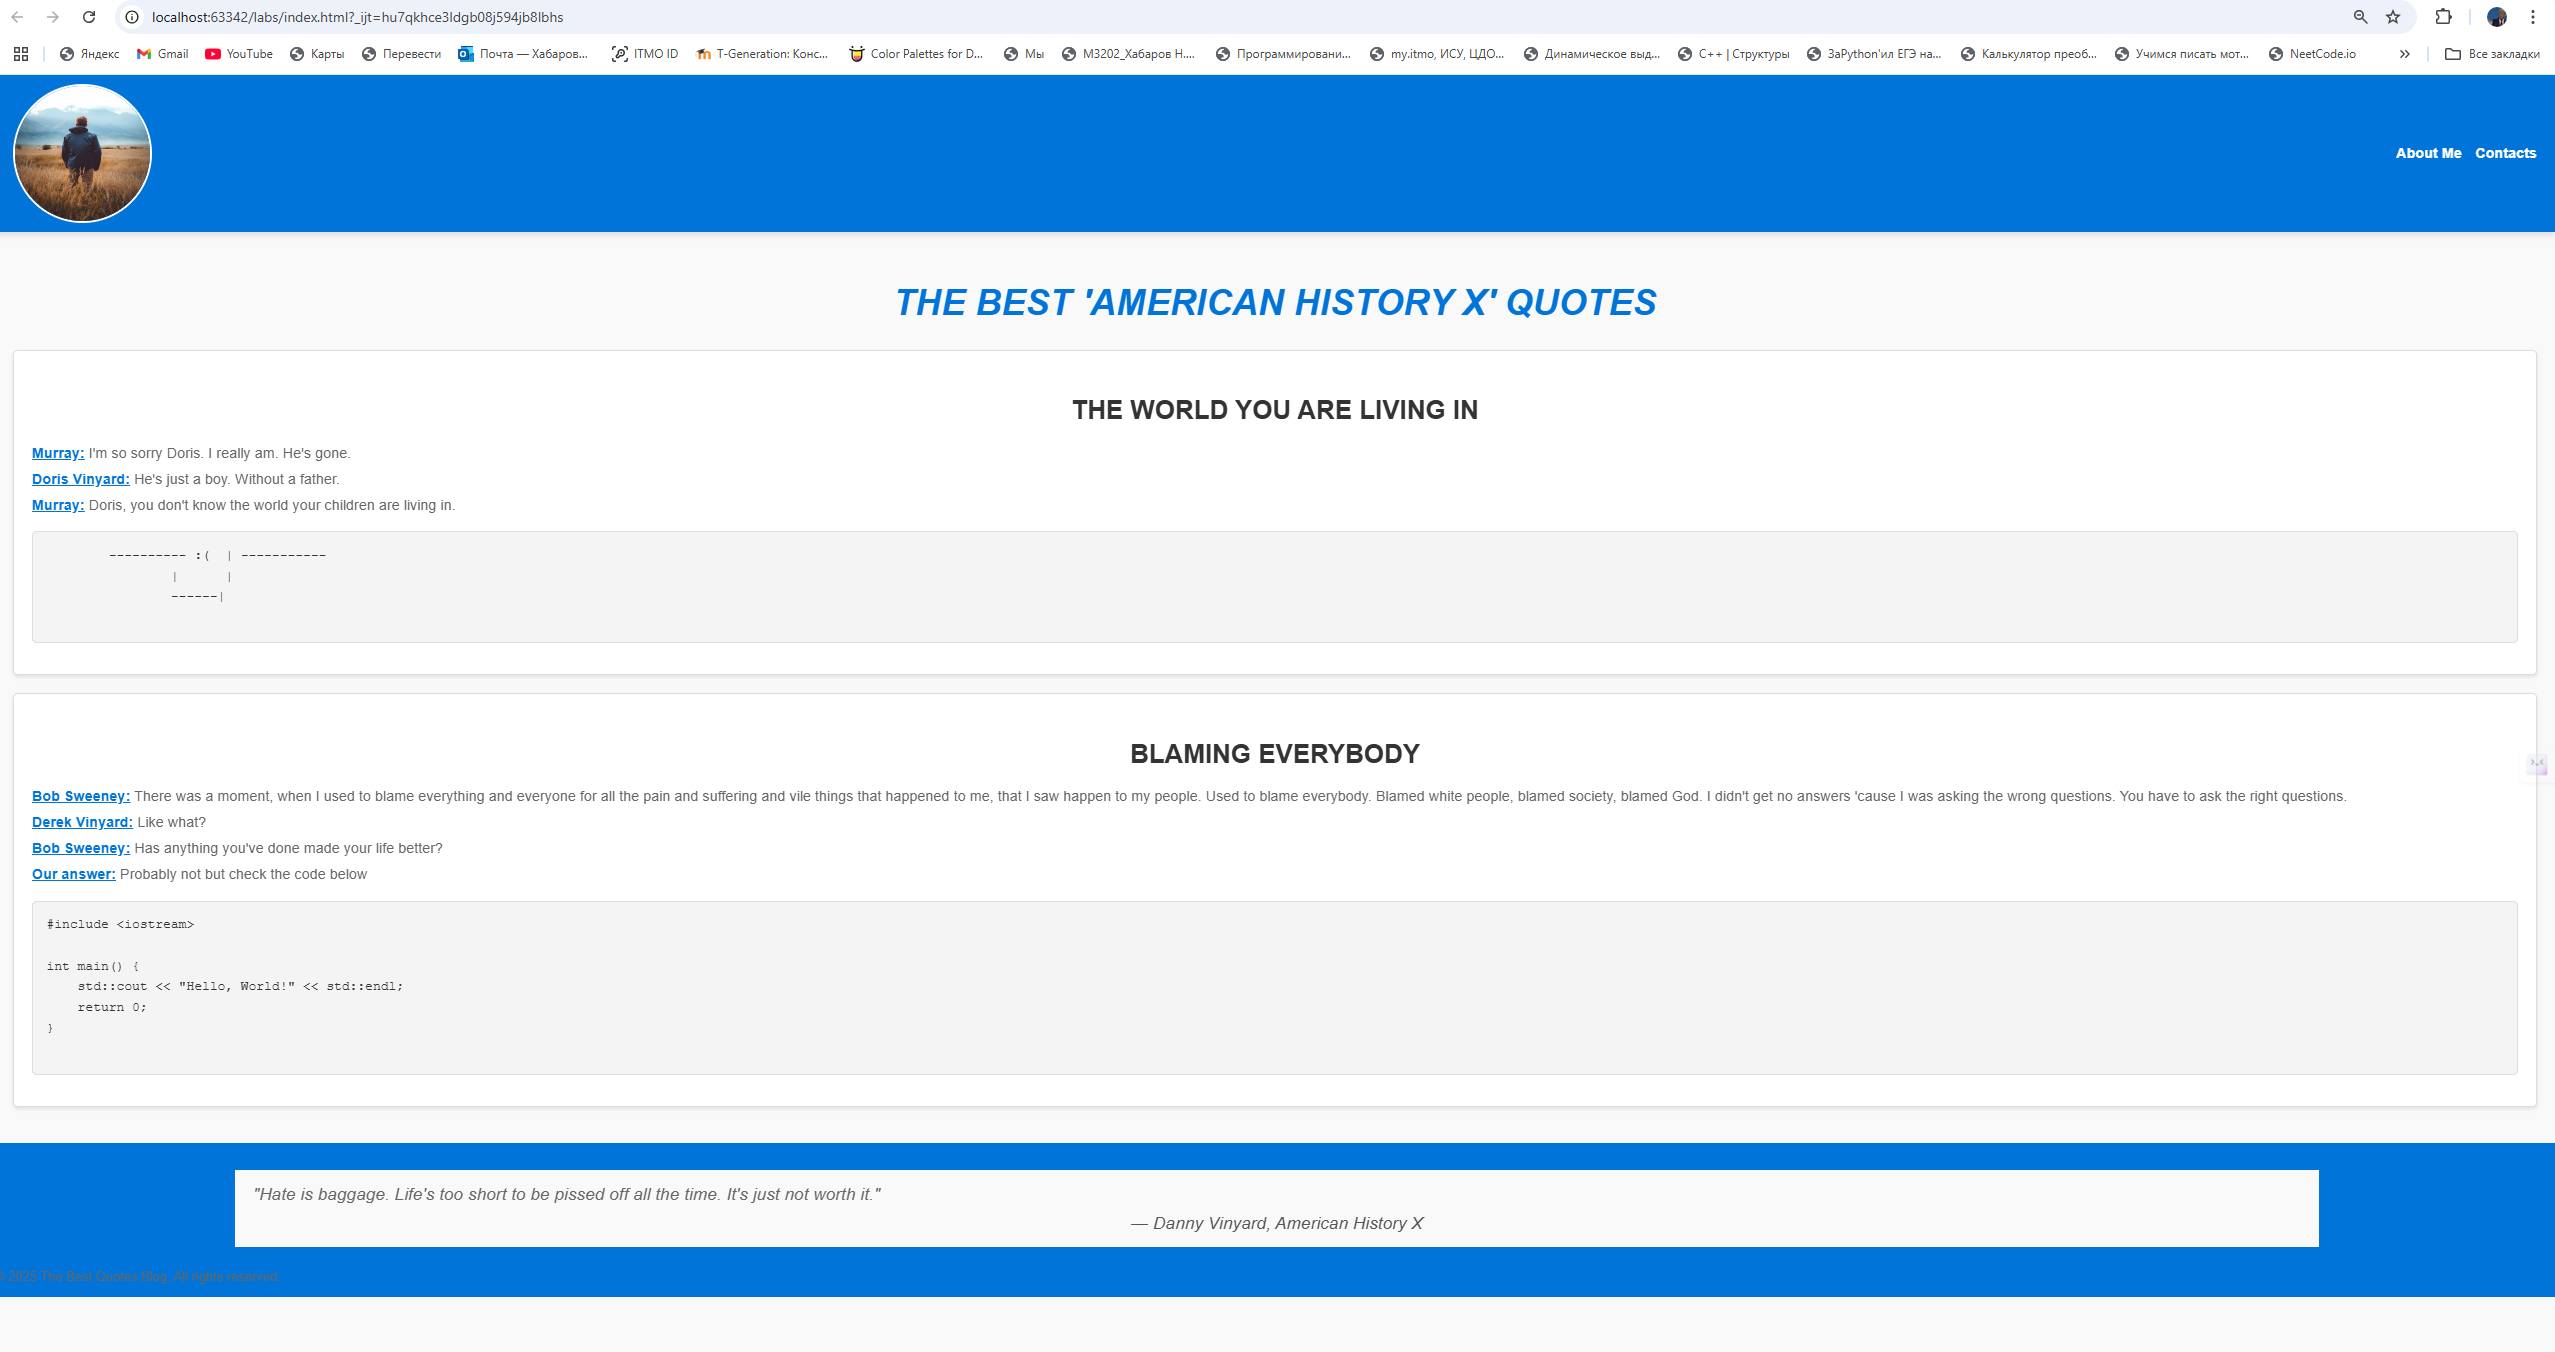 localhost:63342/labs/index.html?_ijt=hu7qkhce3ldgb08j594jb8lbhs
Яндекс Gmail YouTube Карты Перевести Почта — Хабаров... ITMO ID T-Generation: Конс... Color Palettes for D... Мы M3202_Хабаров Н.... Программировани... my.itmo, ИСУ, ЦДО... Динамическое выд... C++ | Структуры ЗаPython'ил ЕГЭ на... Калькулятор преоб... Учимся писать мот... NeetCode.io » Все закладки
About Me Contacts
THE BEST 'AMERICAN HISTORY X' QUOTES
THE WORLD YOU ARE LIVING IN
Murray: I'm so sorry Doris. I really am. He's gone.
Doris Vinyard: He's just a boy. Without a father.
Murray: Doris, you don't know the world your children are living in.
---------- :(  | -----------
|      |
------|
BLAMING EVERYBODY
Bob Sweeney: There was a moment, when I used to blame everything and everyone for all the pain and suffering and vile things that happened to me, that I saw happen to my people. Used to blame everybody. Blamed white people, blamed society, blamed God. I didn't get no answers 'cause I was asking the wrong questions. You have to ask the right questions.
Derek Vinyard: Like what?
Bob Sweeney: Has anything you've done made your life better?
Our answer: Probably not but check the code below
#include <iostream>
int main() {
    std::cout << "Hello, World!" << std::endl;
    return 0;
}
"Hate is baggage. Life's too short to be pissed off all the time. It's just not worth it."
— Danny Vinyard, American History X
© 2025 The Best Quotes Blog. All rights reserved.